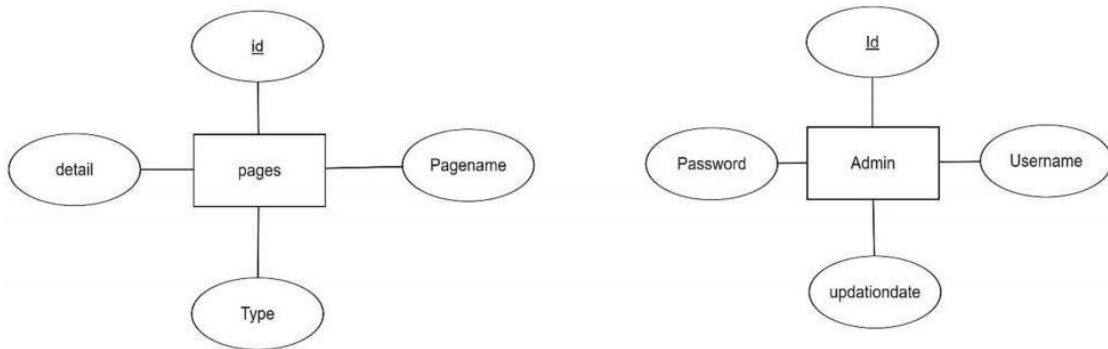 id
detail
pages
Pagename
Type
Id
Password
Admin
Username
updationdate